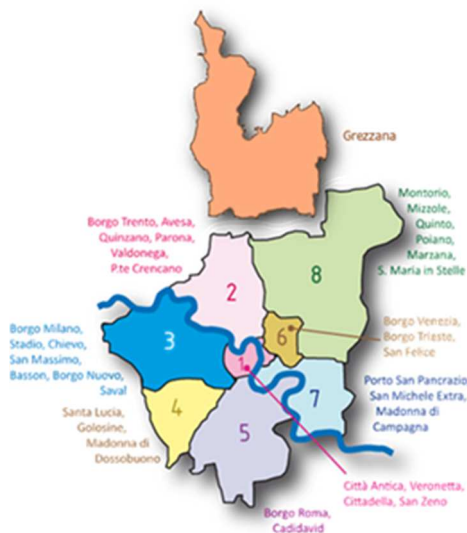 Grezzana
Montorio,
Mizzole,
Quinto,
Poiano,
Marzana,
S. Maria in Stelle
Borgo Trento, Avesa,
Quinzano, Parona,
Valdonega,
P.te Crencano
2
8
Borgo Milano,
Stadio, Chievo,
San Massimo,
Basson, Borgo Nuovo,
Saval
3
6
Borgo Venezia,
Borgo Trieste,
San Felice
1
Santa Lucia,
Golosine,
Madonna di
Dossobuono
4
5
7
Porto San Pancrazio
San Michele Extra,
Madonna di
Campagna
Città Antica, Veronetta,
Cittadella, San Zeno
Borgo Roma,
Cadidavid